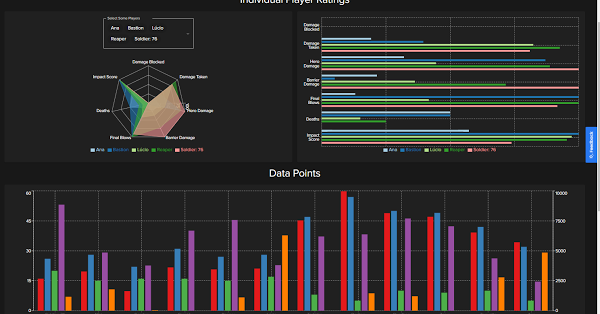 Individual Player Ratings
Select Some Players
Ana Bastion Lúcio
Reaper Soldier: 76
Damage Blocked
Impact Score
Damage Taken
Deaths
Hero Damage
Final Blows
Barrier Damage
Ana Bastion Lúcio Reaper Soldier: 76
Damage
Blocked
Damage
Taken
Hero
Damage
Barrier
Damage
Final
Blows
Deaths
Impact
Score
Ana Bastion Lúcio Reaper Soldier: 76
Feedback
Data Points
60
45
30
15
0
10000
7500
5000
2500
0